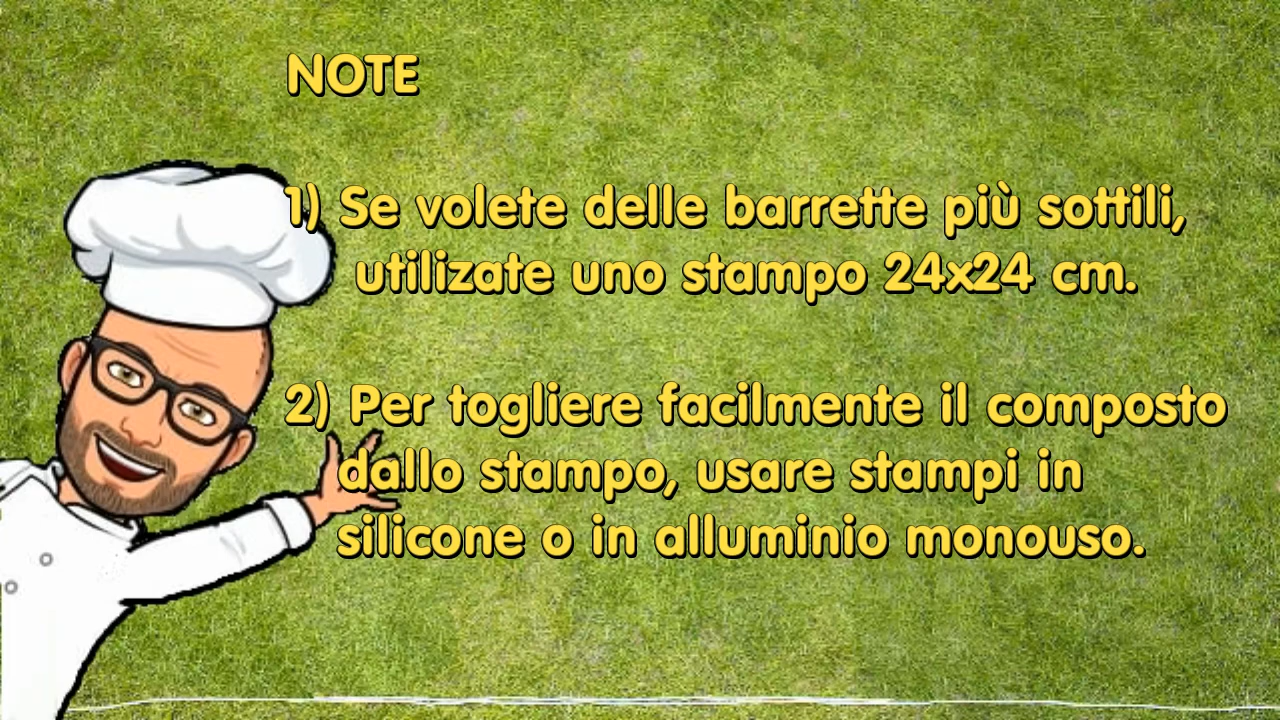 NOTE
1) Se volete delle barrette più sottili,
utilizate uno stampo 24x24 cm.
2) Per togliere facilmente il composto
dallo stampo, usare stampi in
silicone o in alluminio monouso.